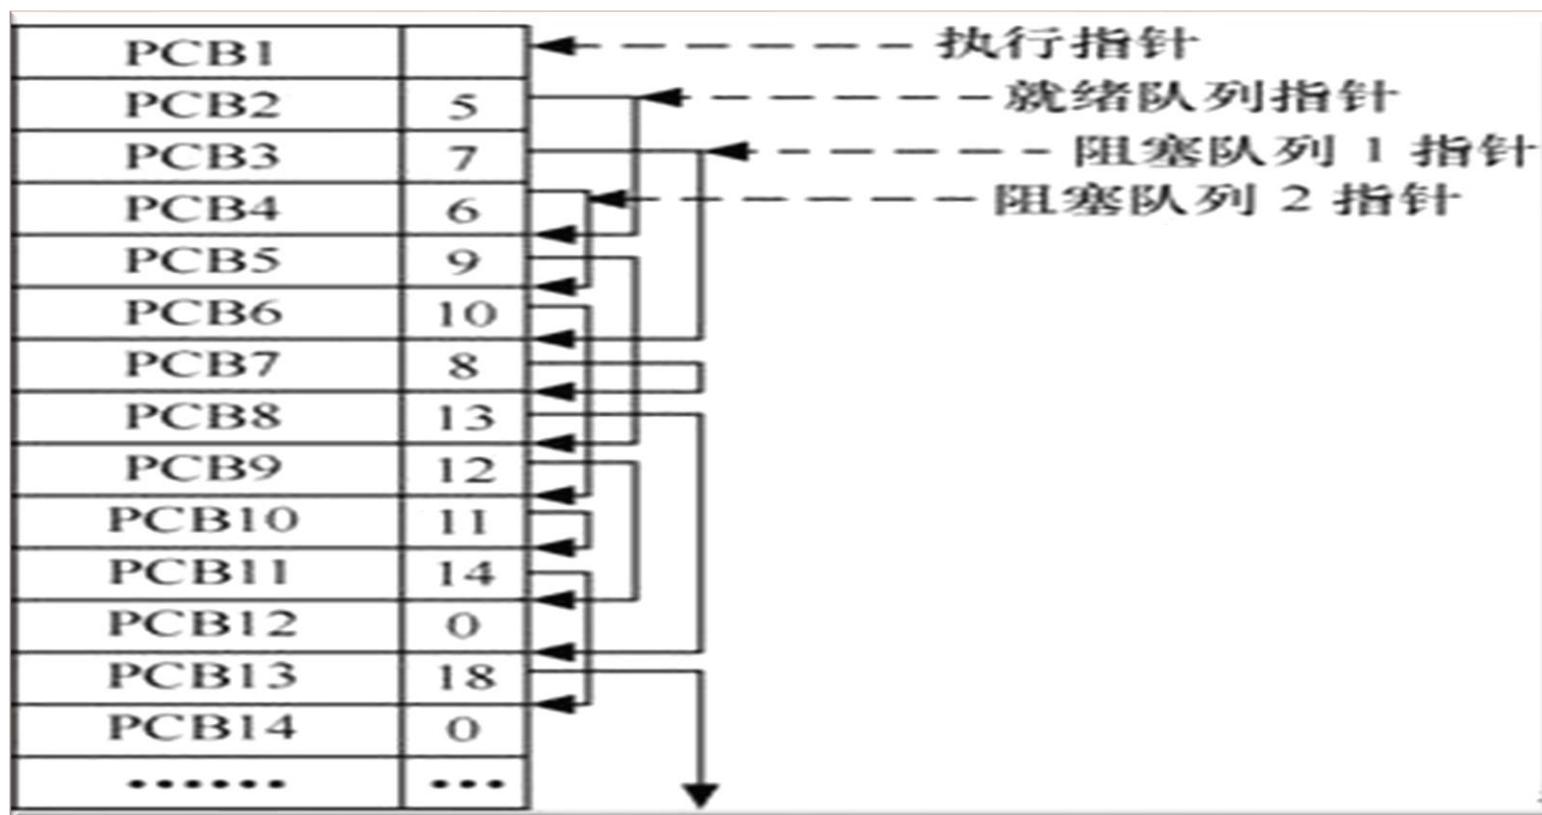 PCB1 执行指针
PCB2 5 就绪队列指针
PCB3 7 阻塞队列 1 指针
PCB4 6 阻塞队列 2 指针
PCB5 9
PCB6 10
PCB7 8
PCB8 13
PCB9 12
PCB10 11
PCB11 14
PCB12 0
PCB13 18
PCB14 0
…… …